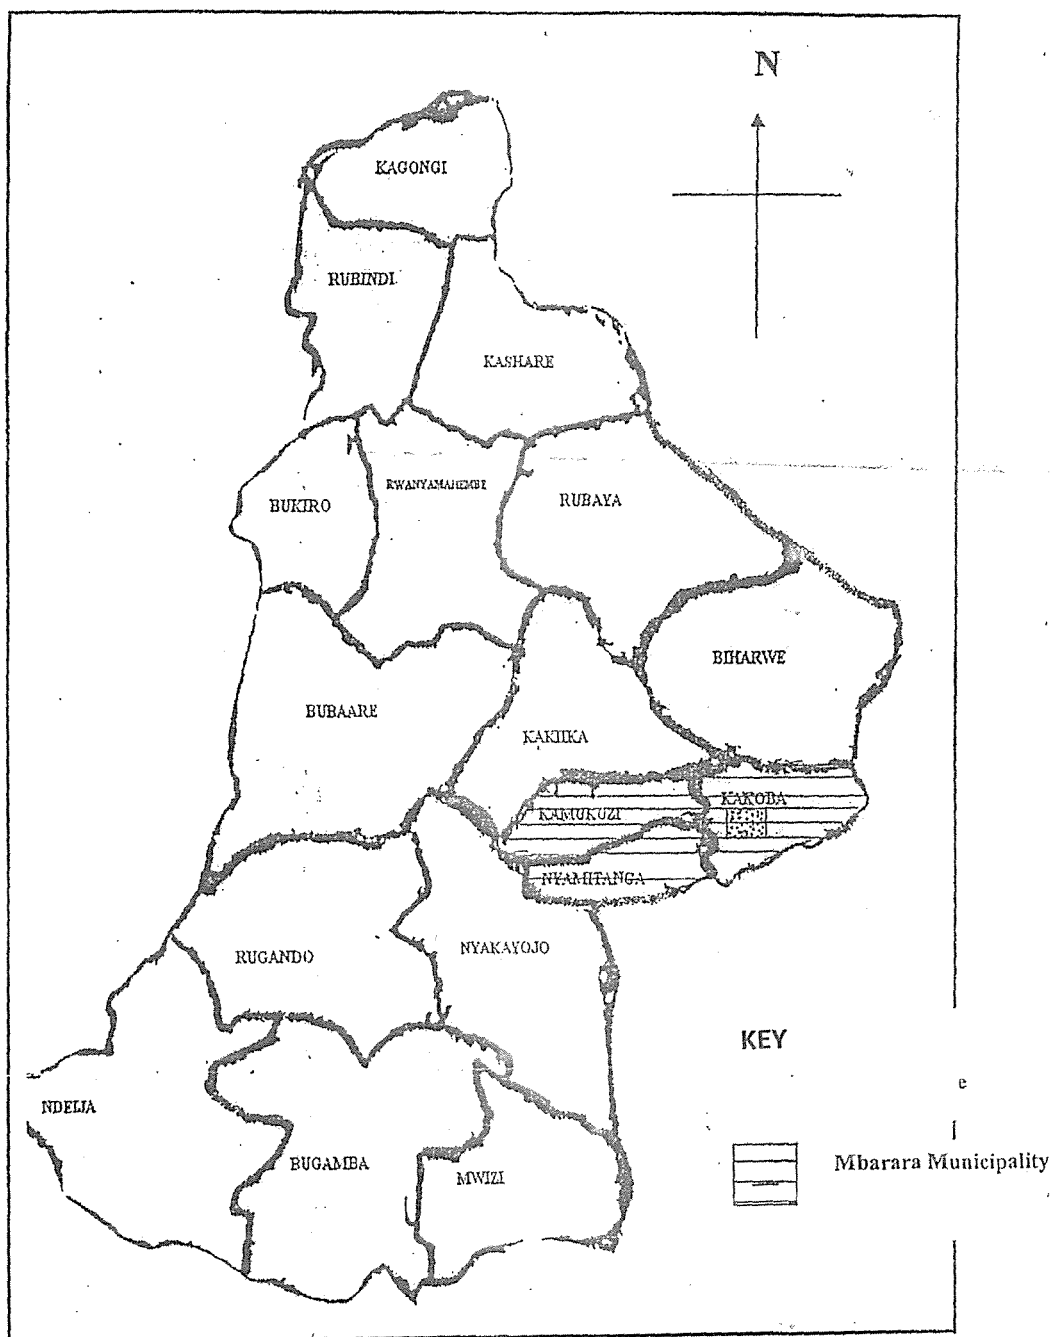 N
KAGONGI
RUBINDI
KASHARE
RWANYAMAHEMBE
BUKIRO
RUBAYA
BIHARWE
BUBAARE
KAKIIKA
KAKOBA
KAMUKUZI
NYAMITANGA
RUGANDO
NYAKAYOJO
KEY
NDEIJA
BUGAMBA
MWIZI
Mbarara Municipality